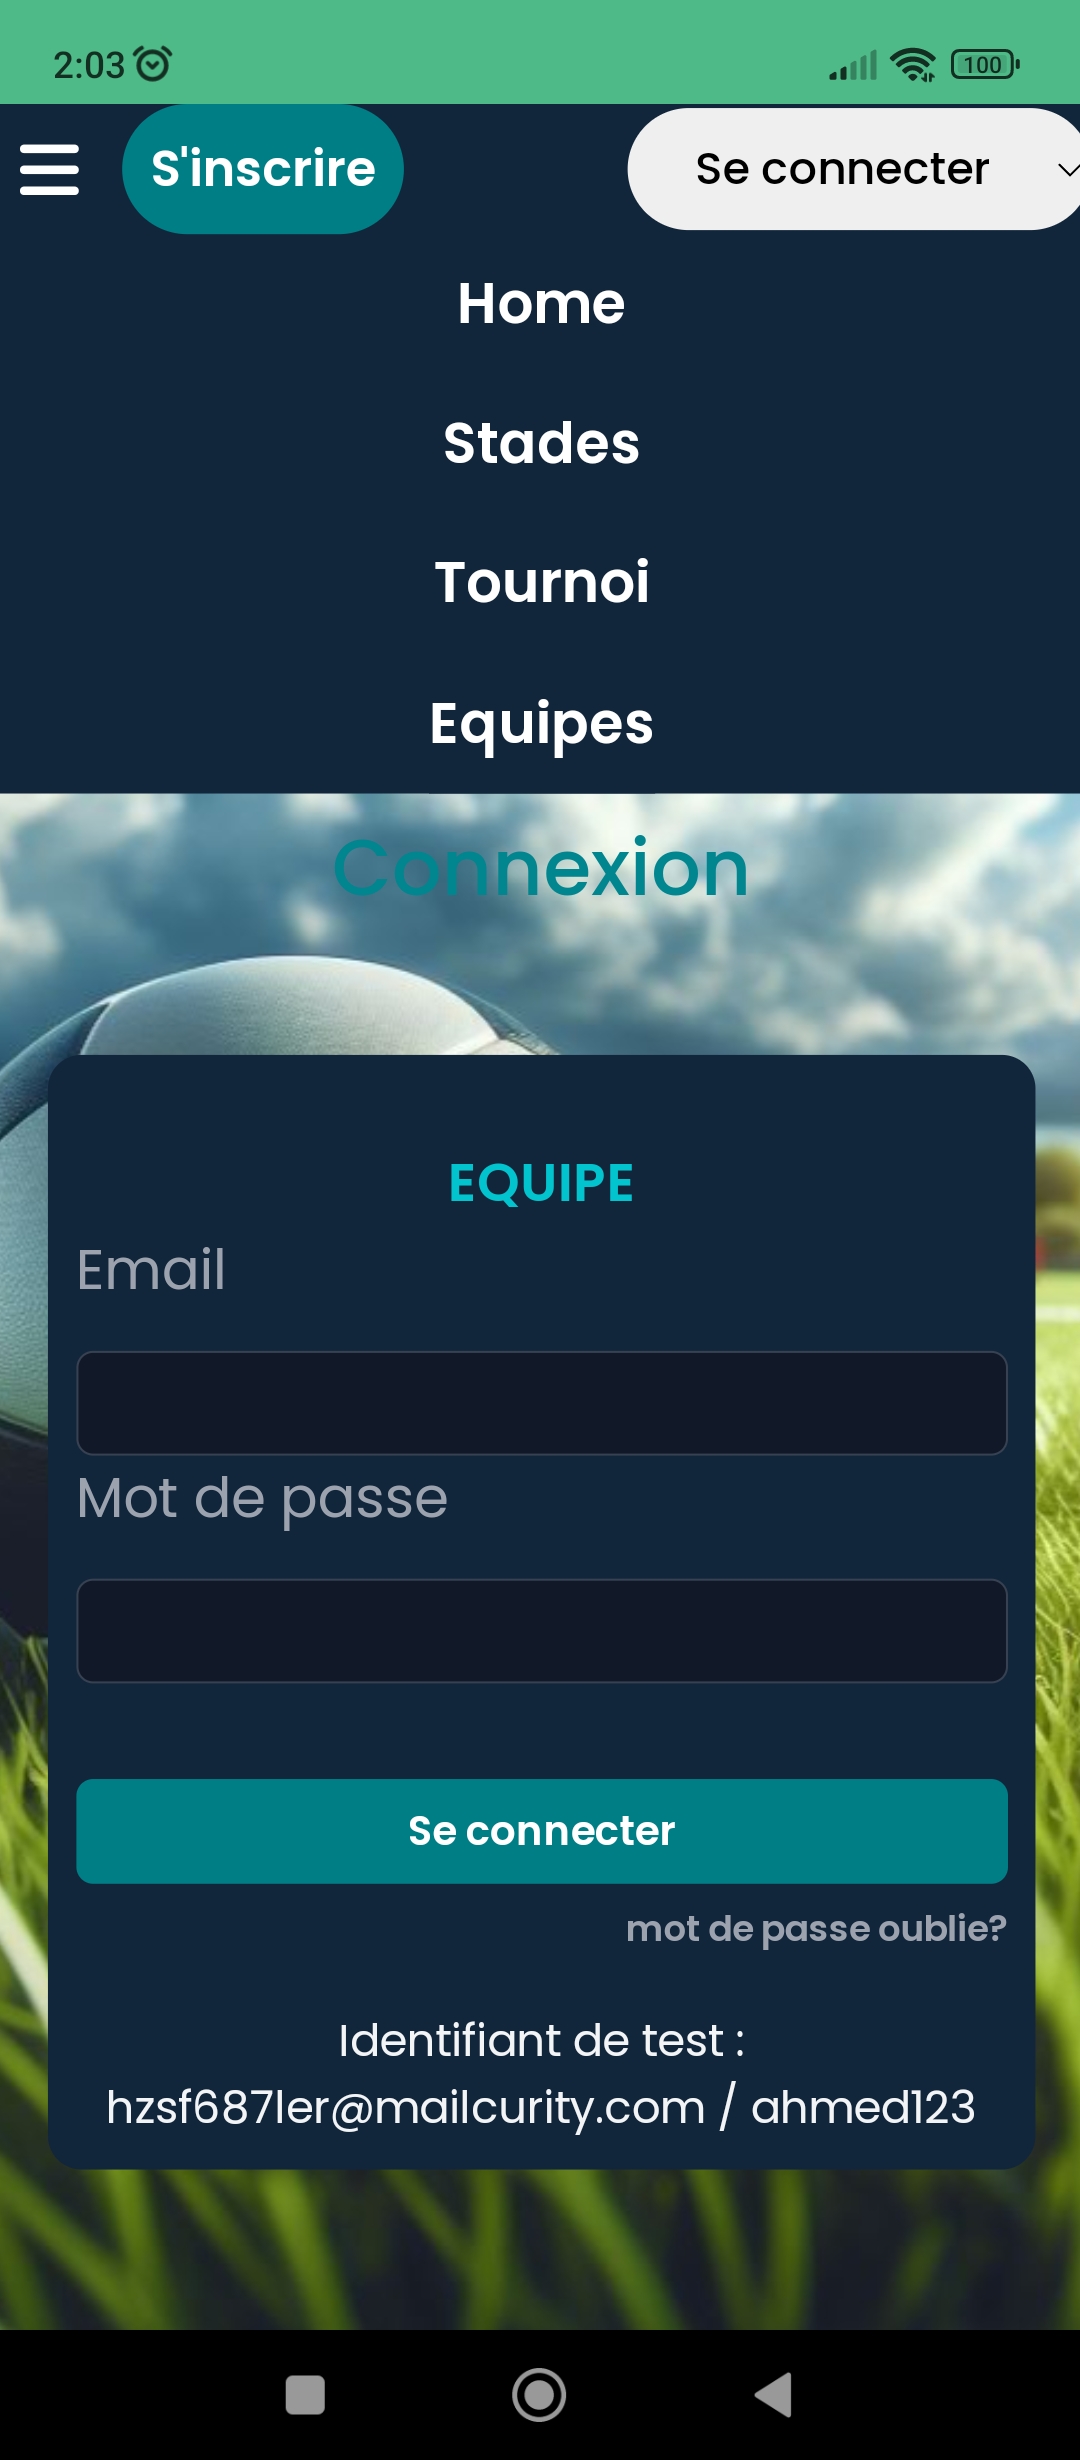 2:03
100
S'inscrire
Se connecter
Home
Stades
Tournoi
Equipes
Connexion
EQUIPE
Email
Mot de passe
Se connecter
mot de passe oublie?
Identifiant de test :
hzsf687ler@mailcurity.com / ahmed123